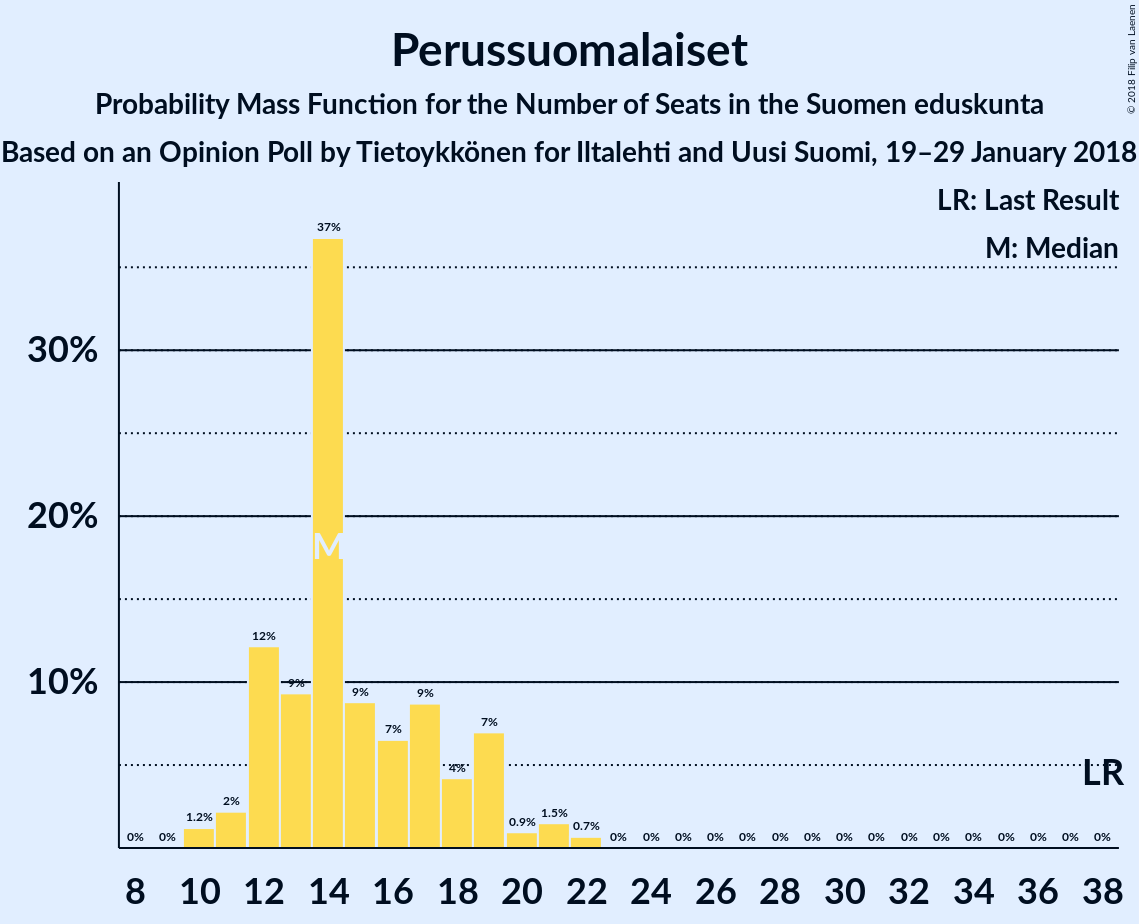 Perussuomalaiset
Probability Mass Function for the Number of Seats in the Suomen eduskunta
Based on an Opinion Poll by Tietoykkönen for Iltalehti and Uusi Suomi, 19–29 January 2018
© 2018 Filip van Laenen
LR: Last Result
M: Median
30%
20%
10%
0% 0% 1.2% 2% 12% 9% 37% 9% 7% 9% 4% 7% 0.9% 1.5% 0.7% 0% 0% 0% 0% 0% 0% 0% 0% 0% 0% 0% 0% 0% 0% 0% 0%
M
LR
8 10 12 14 16 18 20 22 24 26 28 30 32 34 36 38